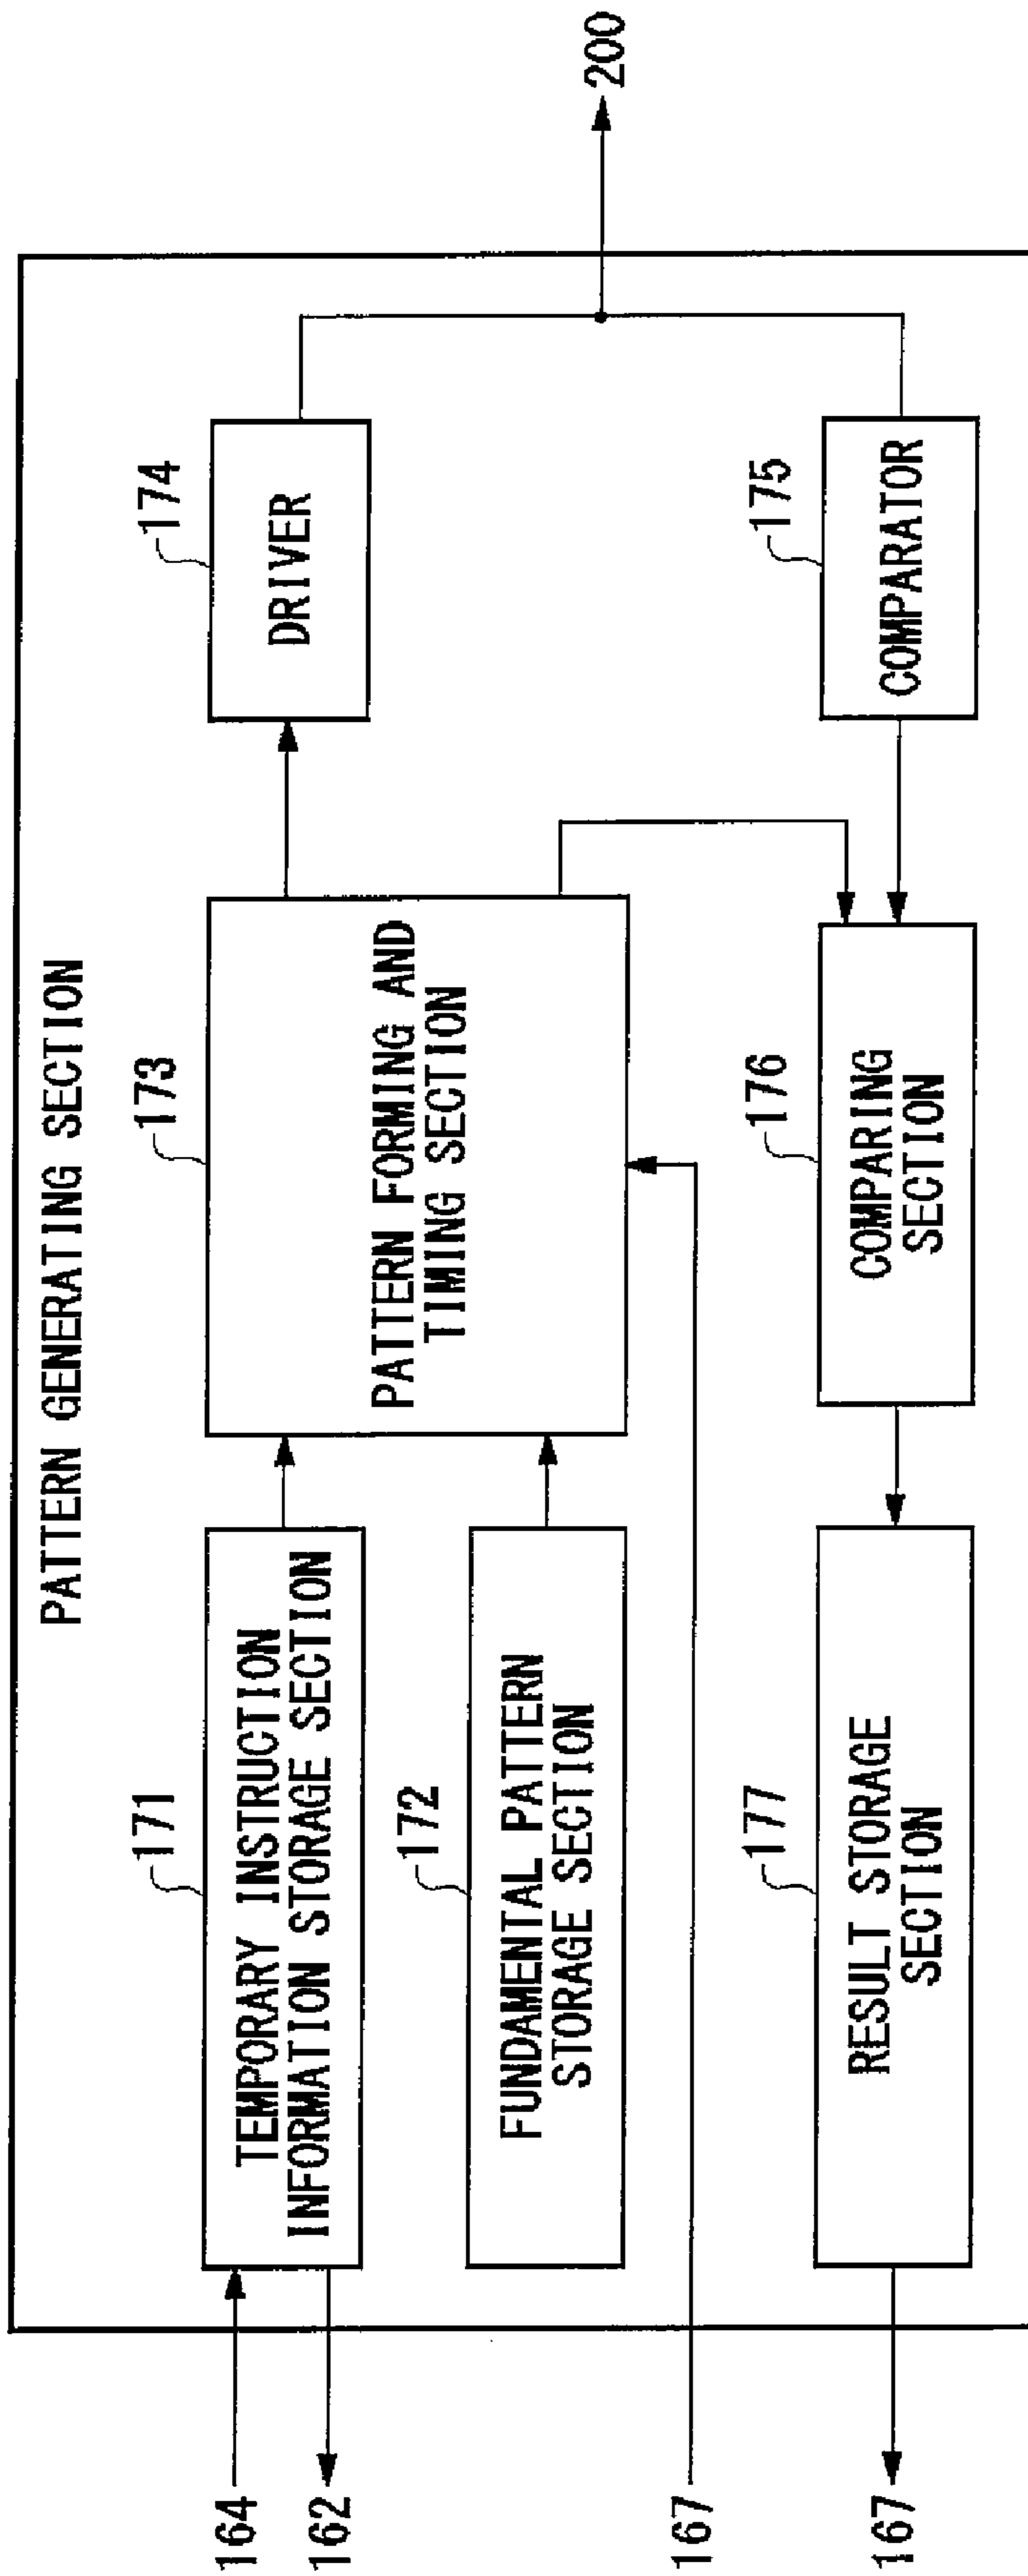 PATTERN GENERATING SECTION
164
162
171
TEMPORARY INSTRUCTION
INFORMATION STORAGE SECTION
172
FUNDAMENTAL PATTERN
STORAGE SECTION
173
PATTERN FORMING AND
TIMING SECTION
174
DRIVER
200
167
167
177
RESULT STORAGE
SECTION
176
COMPARING
SECTION
175
COMPARATOR